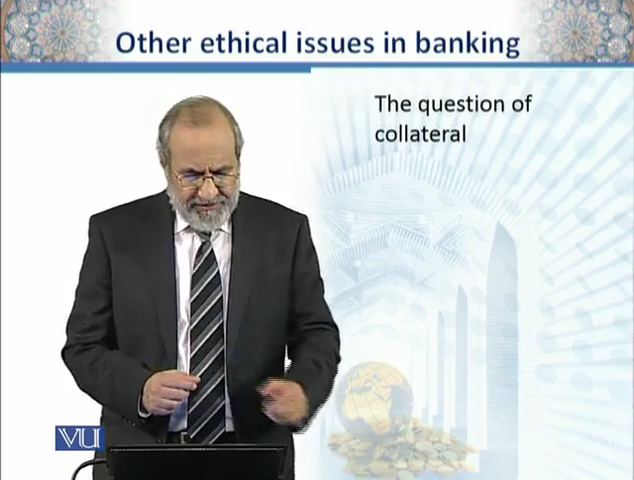 Other ethical issues in banking
The question of
collateral
VU